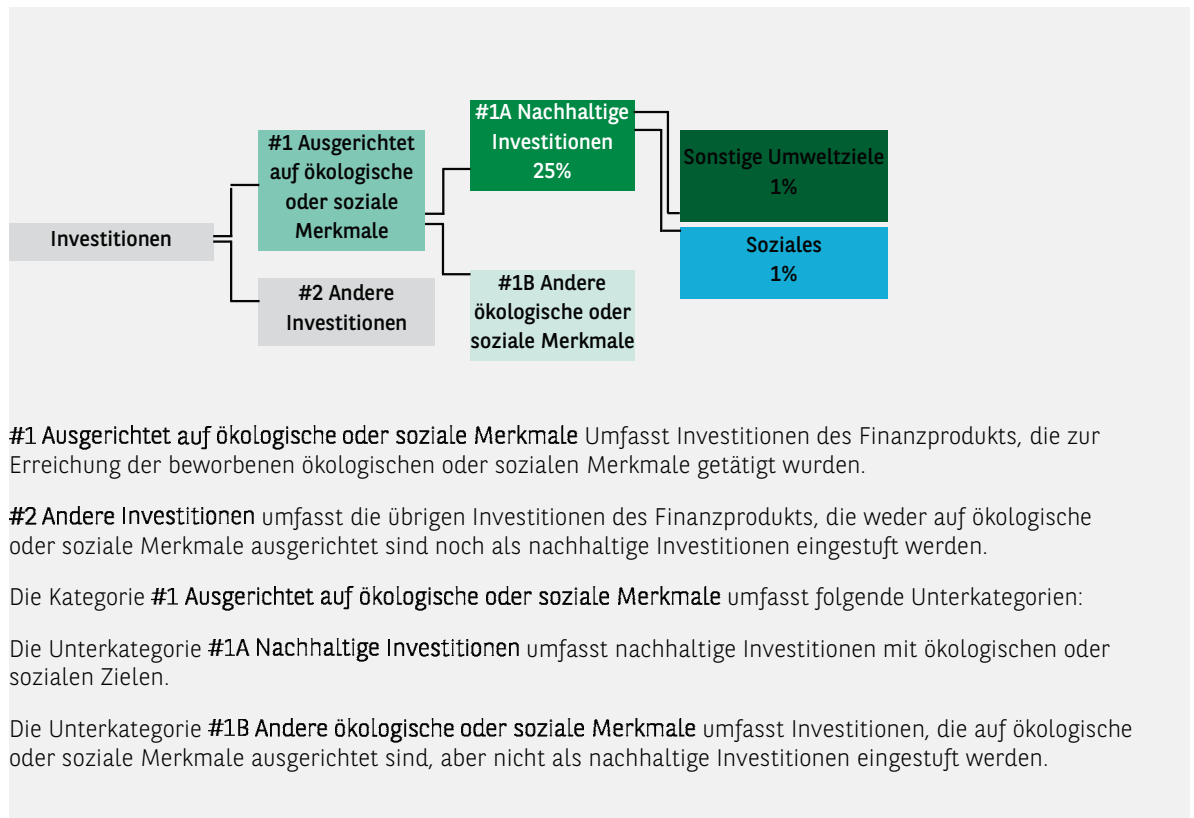 Investitionen
#1 Ausgerichtet
auf ökologische
oder soziale
Merkmale
#2 Andere
Investitionen
#1A Nachhaltige
Investitionen
25%
#1B Andere
ökologische oder
soziale Merkmale
Sonstige Umweltziele
1%
Soziales
1%
#1 Ausgerichtet auf ökologische oder soziale Merkmale Umfasst Investitionen des Finanzprodukts, die zur
Erreichung der beworbenen ökologischen oder sozialen Merkmale getätigt wurden.
#2 Andere Investitionen umfasst die übrigen Investitionen des Finanzprodukts, die weder auf ökologische
oder soziale Merkmale ausgerichtet sind noch als nachhaltige Investitionen eingestuft werden.
Die Kategorie #1 Ausgerichtet auf ökologische oder soziale Merkmale umfasst folgende Unterkategorien:
Die Unterkategorie #1A Nachhaltige Investitionen umfasst nachhaltige Investitionen mit ökologischen oder
sozialen Zielen.
Die Unterkategorie #1B Andere ökologische oder soziale Merkmale umfasst Investitionen, die auf ökologische
oder soziale Merkmale ausgerichtet sind, aber nicht als nachhaltige Investitionen eingestuft werden.